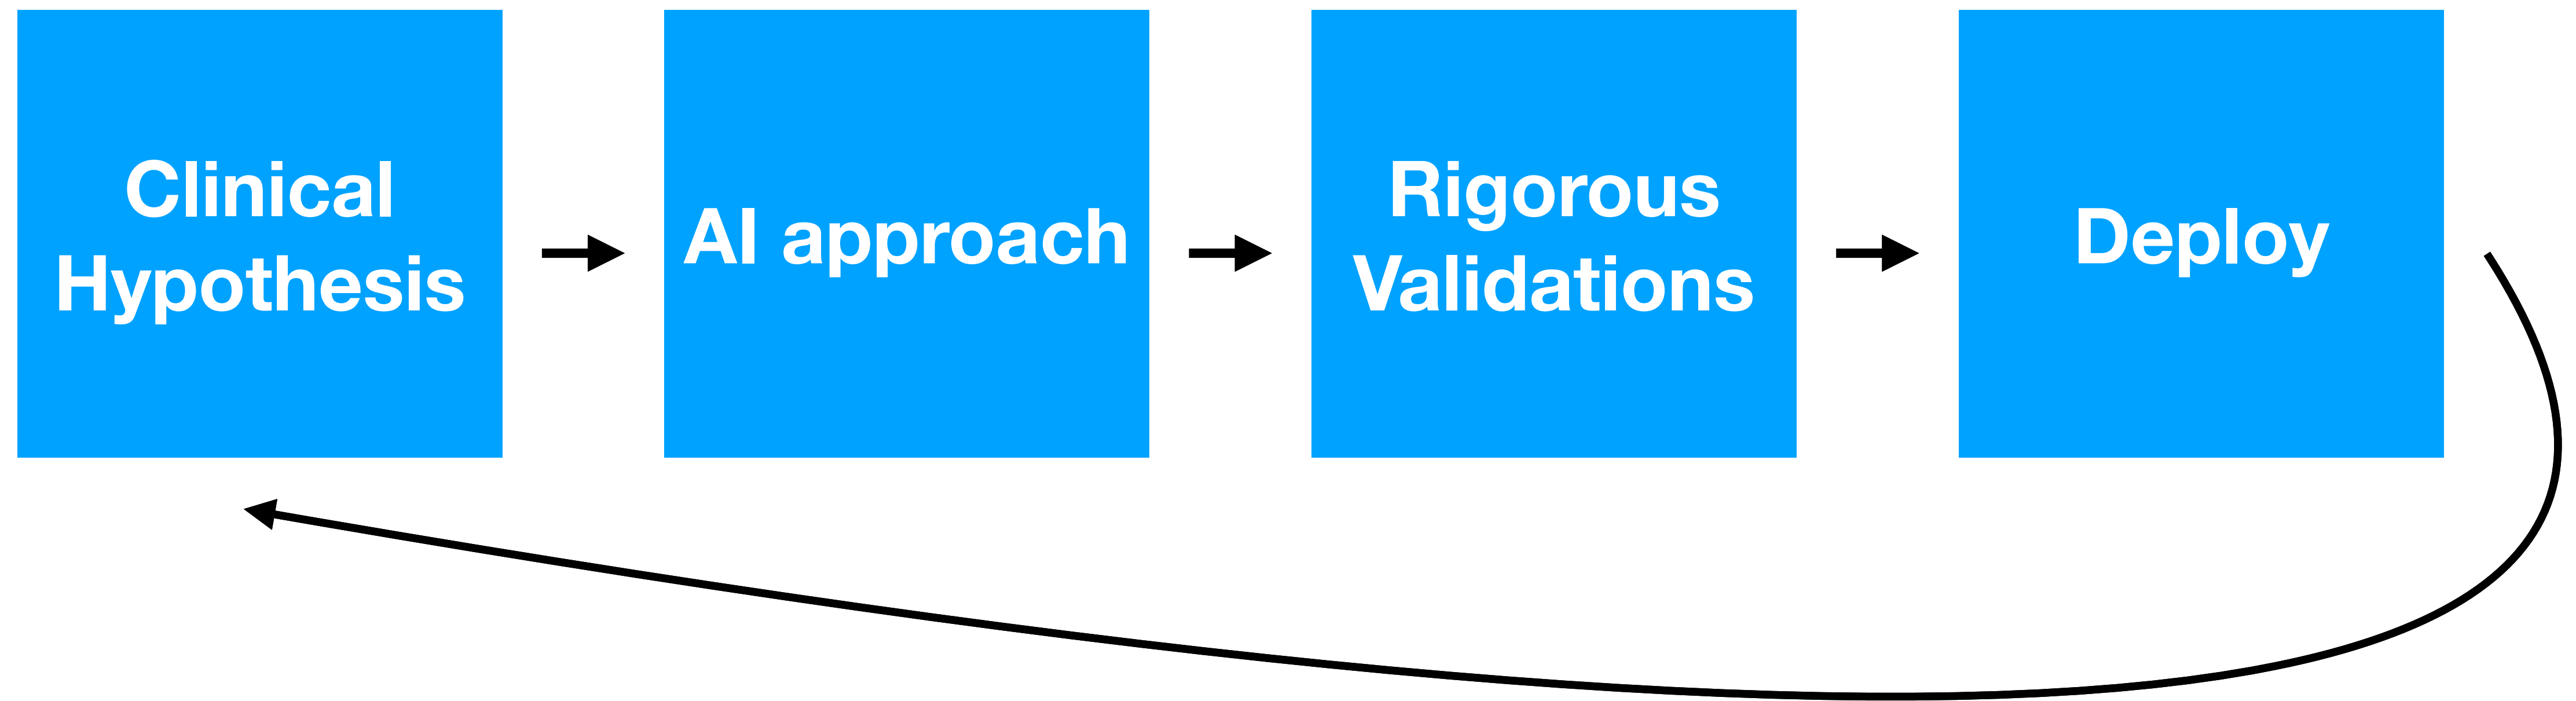 Clinical
Hypothesis
AI approach
Rigorous
Validations
Deploy